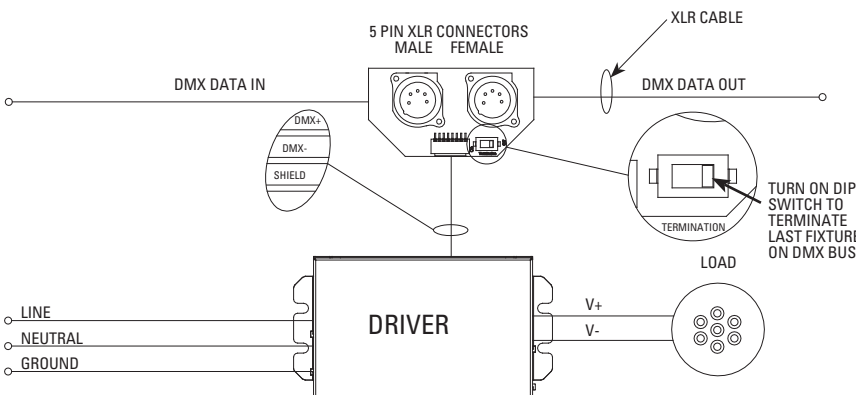 XLR CABLE
5 PIN XLR CONNECTORS
MALE FEMALE
DMX DATA IN
DMX DATA OUT
DMX+
DMX-
SHIELD
TERMINATION
TURN ON DIP
SWITCH TO
TERMINATE
LAST FIXTURE
ON DMX BUS
LOAD
LINE
NEUTRAL
GROUND
DRIVER
V+
V-